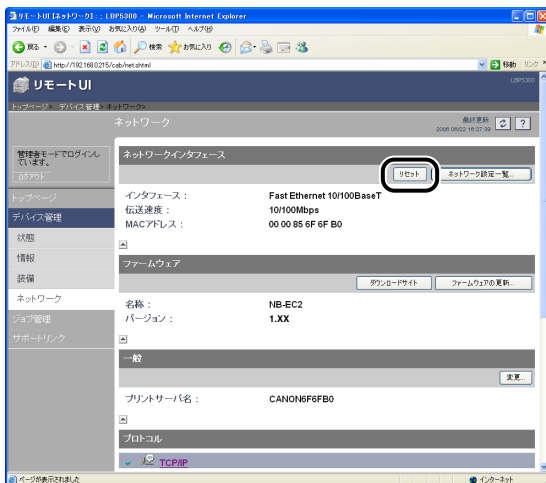 リモートUI [ネットワーク] : : LBP5300 - Microsoft Internet Explorer
ファイル(F) 編集(E) 表示(V) お気に入り(A) ツール(T) ヘルプ(H)
戻る 検索 お気に入り
アドレス(D) http://192.168.0.215/cab/net.shtml 移動 リンク
リモートUI LBP5300
トップページ> デバイス管理> ネットワーク>
ネットワーク 最終更新
2006 06/22 16:27:39
管理者モードでログインしています。
ログオフ
トップページ
デバイス管理
状態
情報
装備
ネットワーク
ジョブ管理
サポートリンク
ネットワークインタフェース
リセット ネットワーク設定一覧...
インタフェース : Fast Ethernet 10/100BaseT
伝送速度 : 10/100Mbps
MACアドレス : 00 00 85 6F 6F B0
ファームウェア
ダウンロードサイト ファームウェアの更新...
名称 : NB-EC2
バージョン : 1.XX
一般
変更...
プリントサーバ名 : CANON6F6FB0
プロトコル
TCP/IP
ページが表示されました インターネット